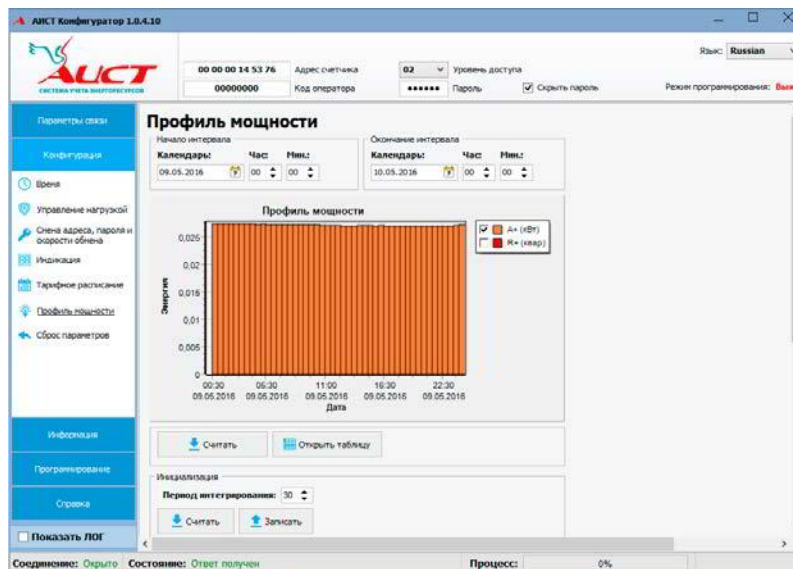 АИСТ Конфигуратор 1.0.4.10
АИСТ
СИСТЕМА УЧЕТА ЭНЕРГОРЕСУРСОВ
00 00 00 14 53 76 Адрес счетчика 02 Уровень доступа
00000000 Код оператора •••••• Пароль Скрыть пароль
Язык: Russian
Режим программирования: Вык
Параметры связи
Конфигурация
Время
Управление нагрузкой
Смена адреса, пароля и
скорости обмена
Индикация
Тарифное расписание
Профиль мощности
Сброс параметров
Информация
Программирование
Справка
Показать ЛОГ
Профиль мощности
Начало интервала
Календарь: Час: Мин.:
09.05.2016 00 00
Окончание интервала
Календарь: Час: Мин.:
10.05.2016 00 00
Профиль мощности
0,025
0,02
0,015
0,01
0,005
0
Энергия
00:30 06:30 11:00 16:30 22:30
09.05.2016 09.05.2016 09.05.2016 09.05.2016 09.05.2016
Дата
A+ (кВт)
R+ (квар)
Считать Открыть таблицу
Инициализация
Период интегрирования: 30
Считать Записать
Соединение: Окрыто Состояние: Ответ получен Процесс: 0%